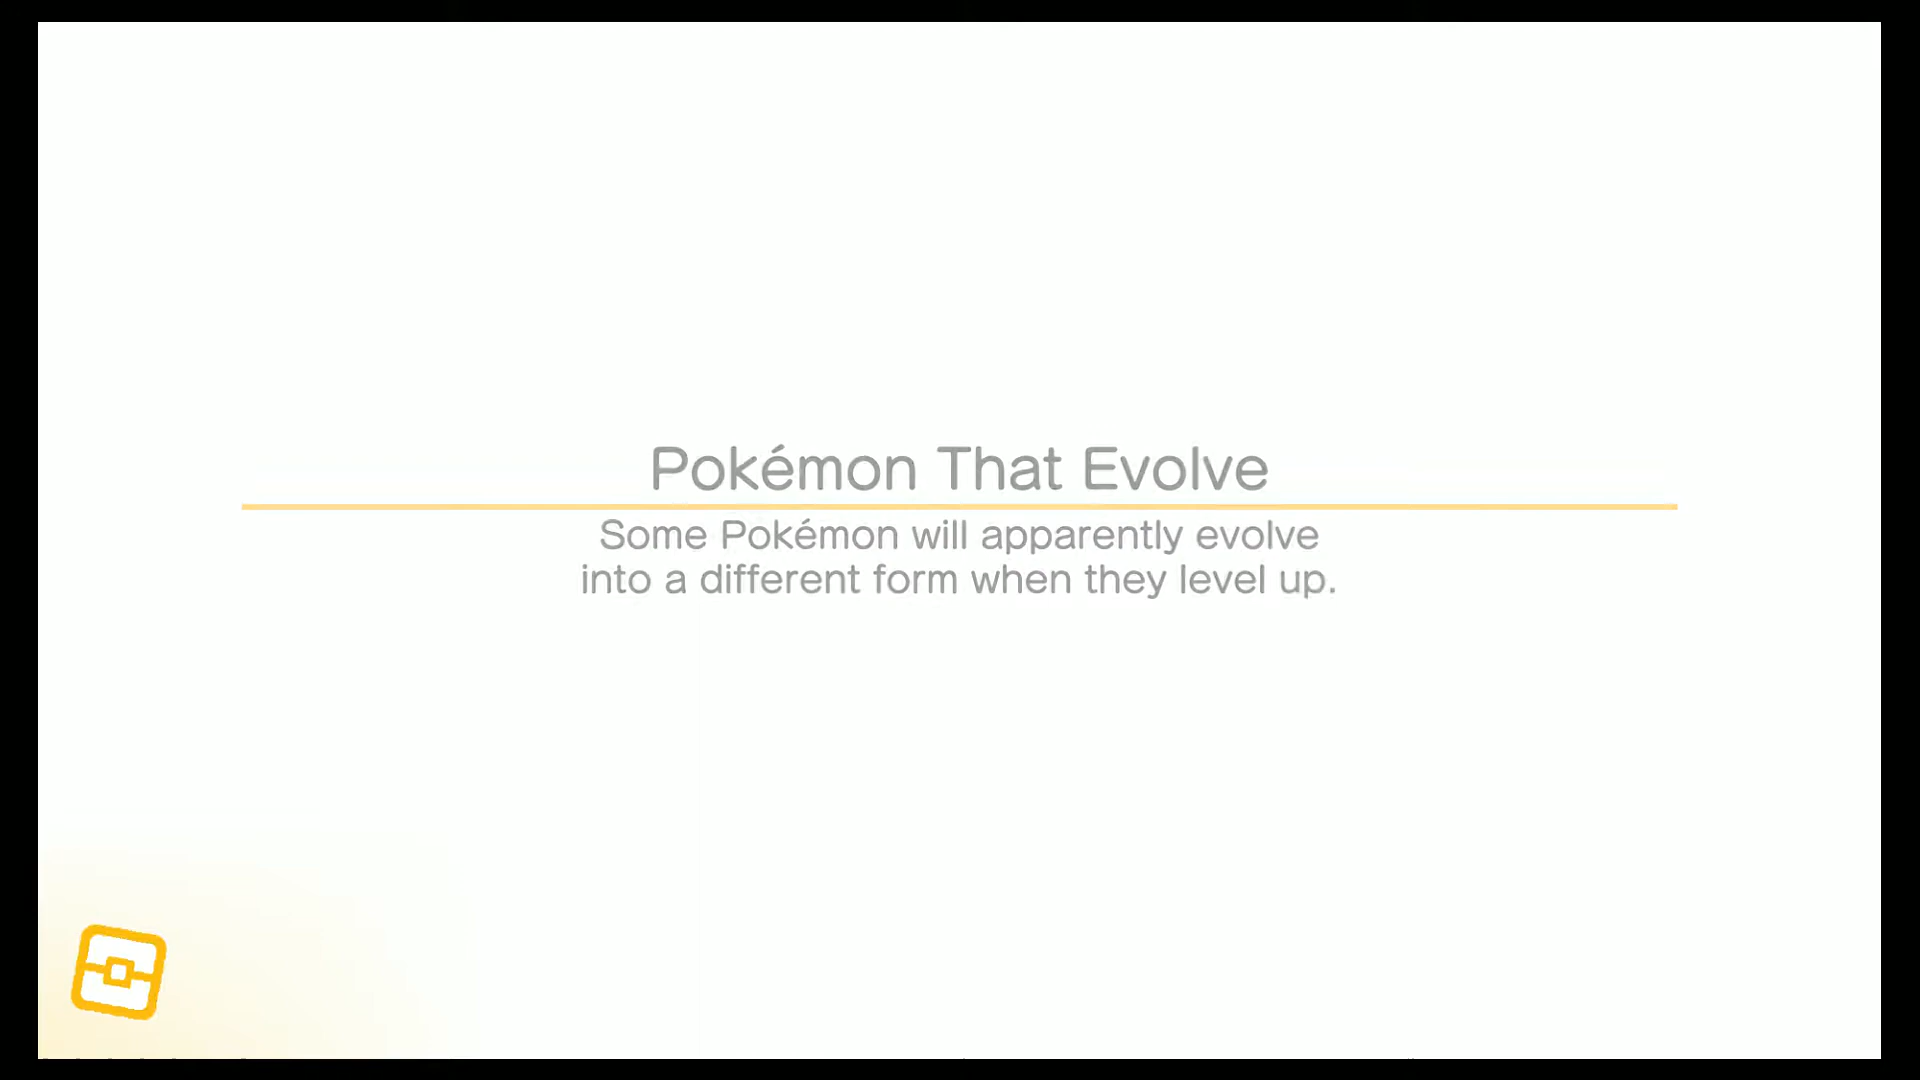 Pokémon That Evolve
Some Pokémon will apparently evolve
into a different form when they level up.